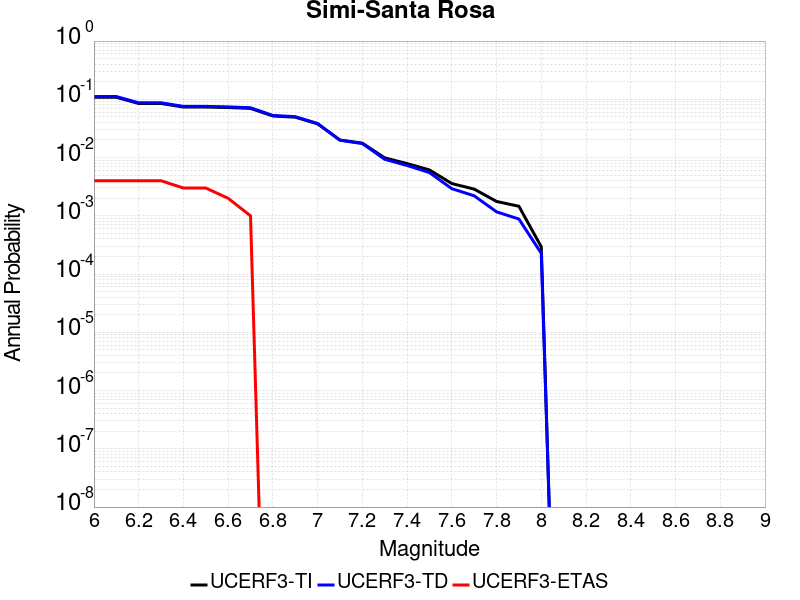 Simi-Santa Rosa
10^0
10^-1
10^-2
10^-3
10^-4
10^-5
10^-6
10^-7
10^-8
Annual Probability
6 6.2 6.4 6.6 6.8 7 7.2 7.4 7.6 7.8 8 8.2 8.4 8.6 8.8 9
Magnitude
UCERF3-TI UCERF3-TD UCERF3-ETAS